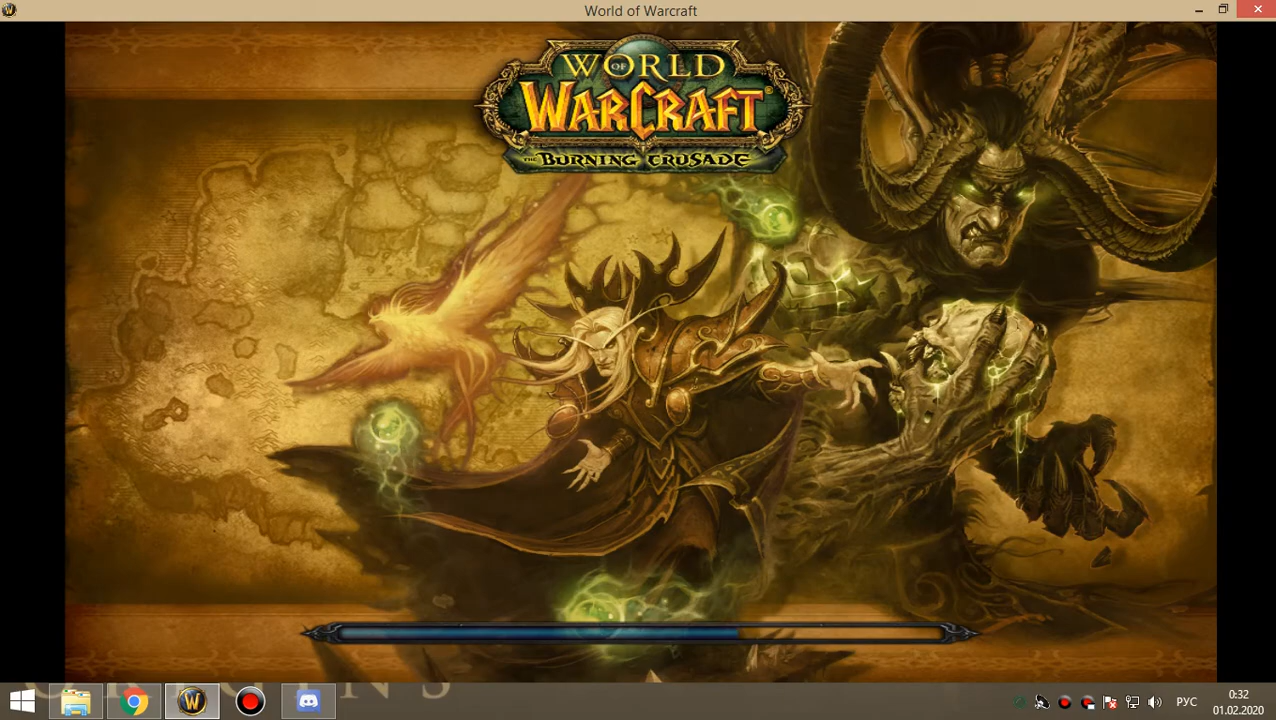 World of Warcraft
WORLD OF
WARCRAFT®
THE BURNING CRUSADE
РУС
0:32
01.02.2020